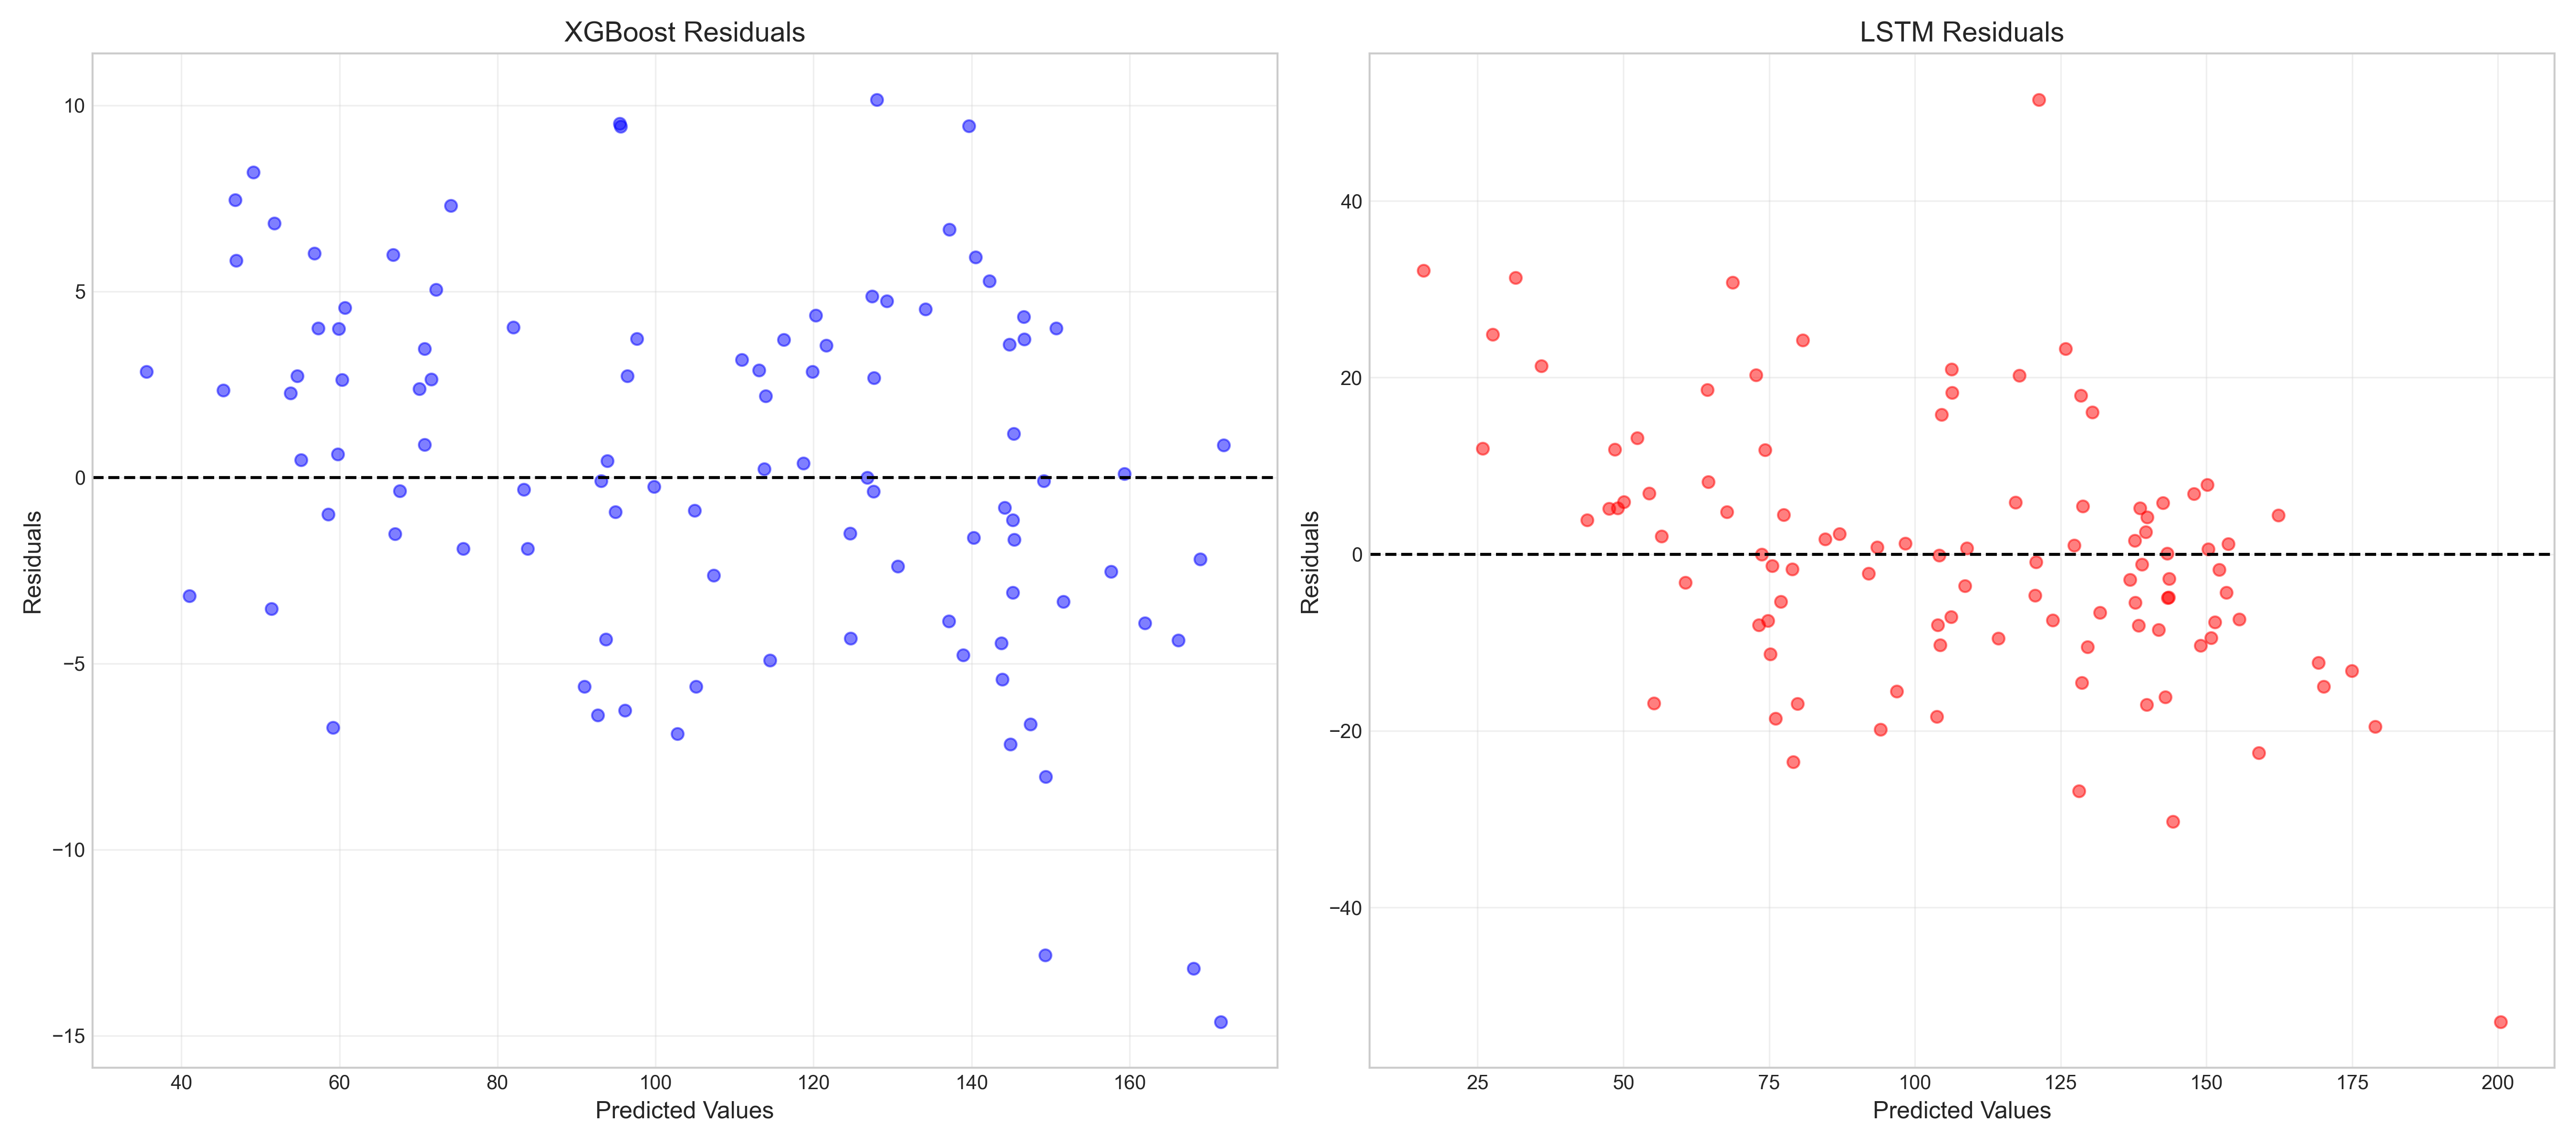 XGBoost Residuals
Residuals
10
5
0
−5
−10
−15
40 60 80 100 120 140 160
Predicted Values
LSTM Residuals
Residuals
40
20
0
−20
−40
25 50 75 100 125 150 175 200
Predicted Values